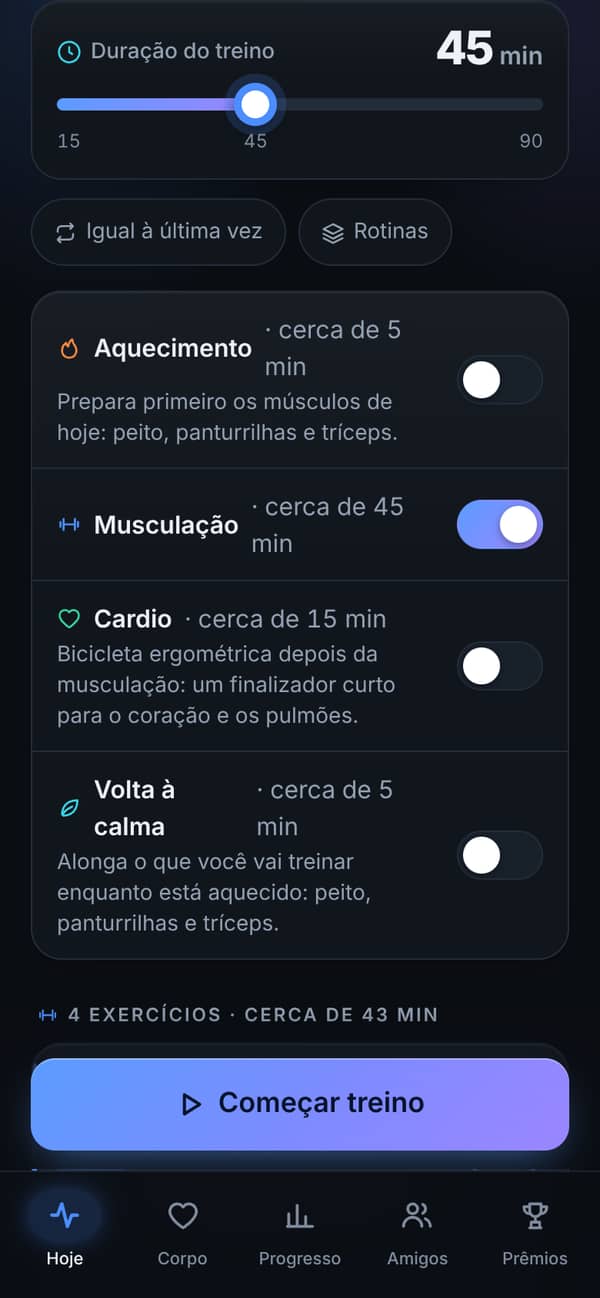 Duração do treino 45 min
15 45 90
Igual à última vez Rotinas
Aquecimento · cerca de 5
min
Prepara primeiro os músculos de
hoje: peito, panturrilhas e tríceps.
Musculação · cerca de 45
min
Cardio · cerca de 15 min
Bicicleta ergométrica depois da
musculação: um finalizador curto
para o coração e os pulmões.
Volta à · cerca de 5
calma min
Alonga o que você vai treinar
enquanto está aquecido: peito,
panturrilhas e tríceps.
4 EXERCÍCIOS · CERCA DE 43 MIN
Começar treino
Hoje Corpo Progresso Amigos Prêmios